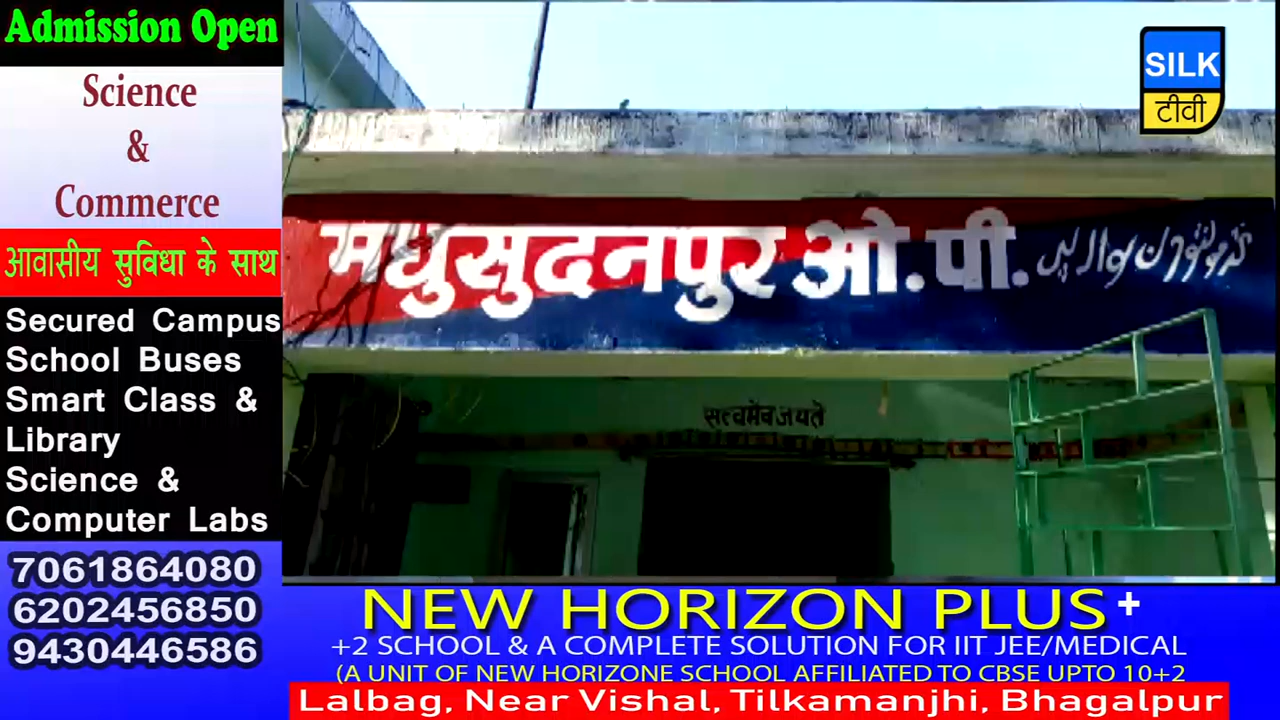 Admission Open
Science
&
Commerce
आवासीय सुविधा के साथ
Secured Campus
School Buses
Smart Class &
Library
Science &
Computer Labs
7061864080
6202456850
9430446586
SILK
टीवी
मधुसुदनपुर ओ.पी.
सत्यमेव जयते
NEW HORIZON PLUS+
+2 SCHOOL & A COMPLETE SOLUTION FOR IIT JEE/MEDICAL
(A UNIT OF NEW HORIZONE SCHOOL AFFILIATED TO CBSE UPTO 10+2
Lalbag, Near Vishal, Tilkamanjhi, Bhagalpur